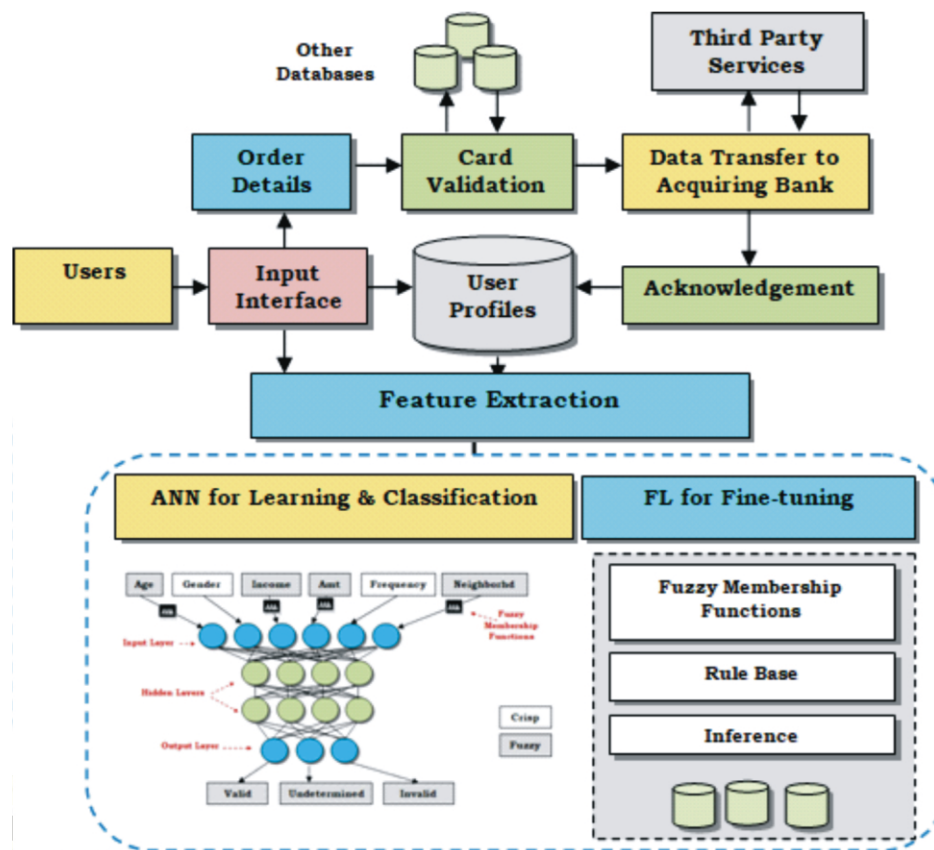 Other
Databases
Third Party
Services
Order
Details
Card
Validation
Data Transfer to
Acquiring Bank
Users
Input
Interface
User
Profiles
Acknowledgement
Feature Extraction
ANN for Learning & Classification
FL for Fine-tuning
Age
Gender
Income
Amt
Frequency
Neighborhd
Fuzzy
Membership
Functions
Input Layer
Hidden Layers
Output Layer
Crisp
Fuzzy
Valid
Undetermined
Invalid
Fuzzy Membership
Functions
Rule Base
Inference